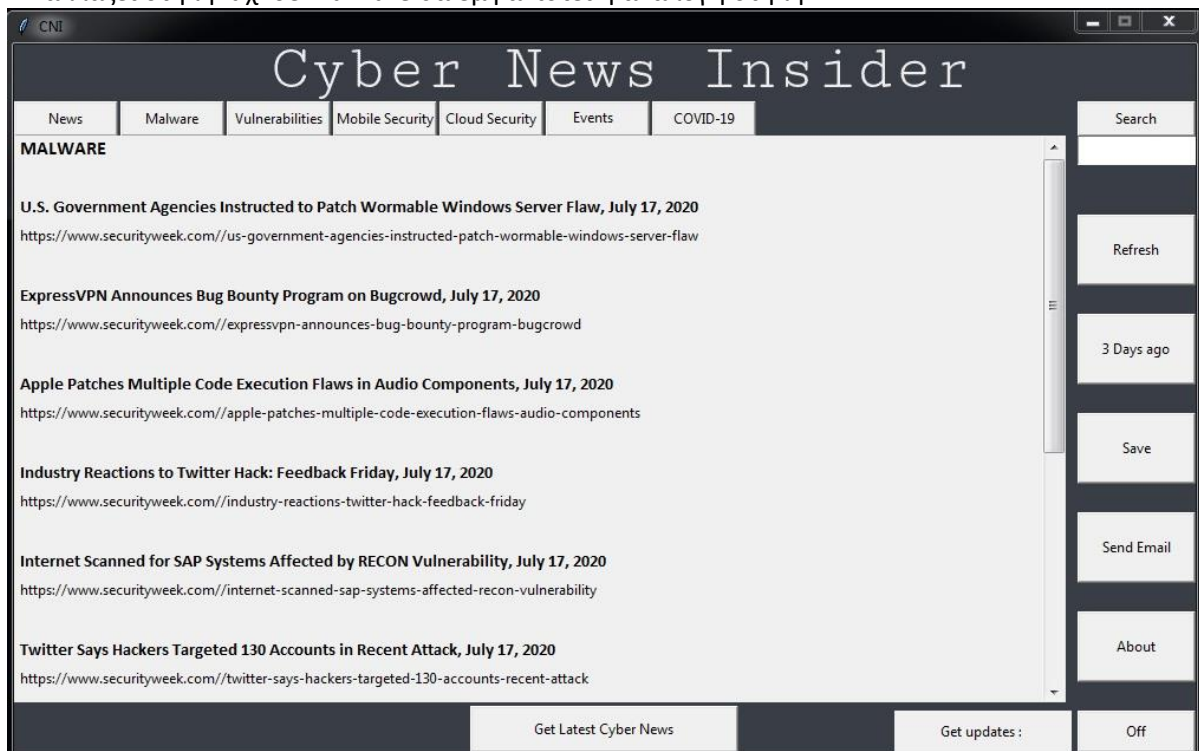 CNI
Cyber News Insider
News Malware Vulnerabilities Mobile Security Cloud Security Events COVID-19 Search
MALWARE
U.S. Government Agencies Instructed to Patch Wormable Windows Server Flaw, July 17, 2020
https://www.securityweek.com//us-government-agencies-instructed-patch-wormable-windows-server-flaw
Refresh
ExpressVPN Announces Bug Bounty Program on Bugcrowd, July 17, 2020
https://www.securityweek.com//expressvpn-announces-bug-bounty-program-bugcrowd
3 Days ago
Apple Patches Multiple Code Execution Flaws in Audio Components, July 17, 2020
https://www.securityweek.com//apple-patches-multiple-code-execution-flaws-audio-components
Save
Industry Reactions to Twitter Hack: Feedback Friday, July 17, 2020
https://www.securityweek.com//industry-reactions-twitter-hack-feedback-friday
Send Email
Internet Scanned for SAP Systems Affected by RECON Vulnerability, July 17, 2020
https://www.securityweek.com//internet-scanned-sap-systems-affected-recon-vulnerability
About
Twitter Says Hackers Targeted 130 Accounts in Recent Attack, July 17, 2020
https://www.securityweek.com//twitter-says-hackers-targeted-130-accounts-recent-attack
Get Latest Cyber News Get updates : Off